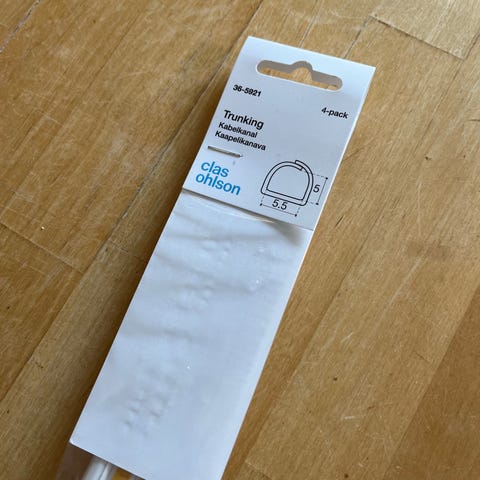 36-5921
4-pack
Trunking
Kabelkanal
Kaapelikanava
clas
ohlson
5
5.5